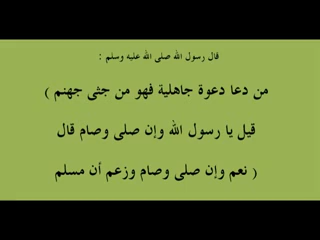 قال رسول الله صلى الله عليه وسلم :
من دعا دعوة جاهلية فهو من جثى جهنم )
قيل يا رسول الله وإن صلى وصام قال
( نعم وإن صلى وصام وزعم أن مسلم